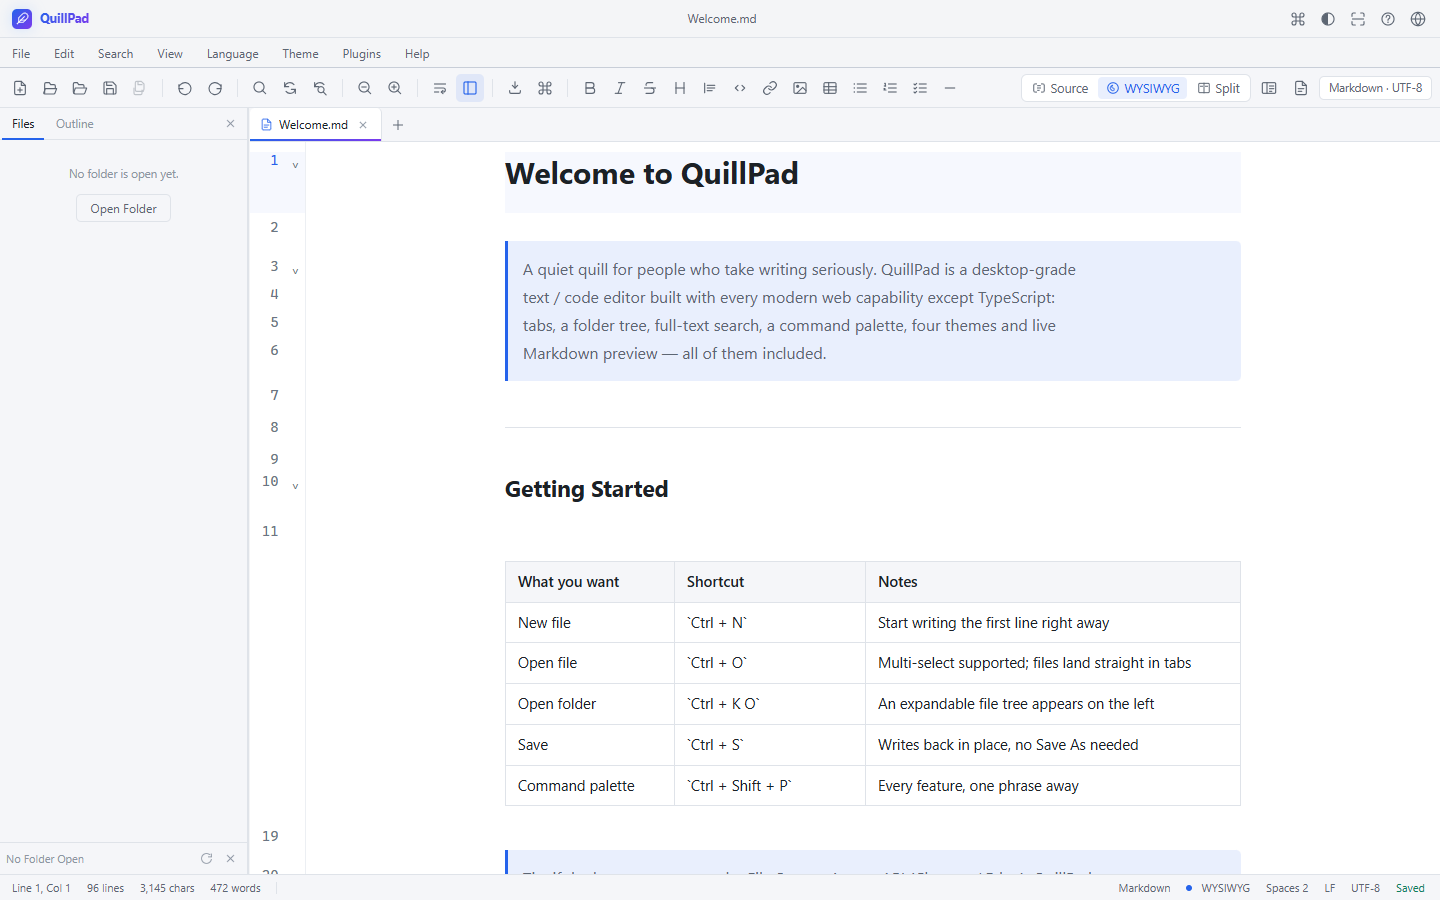 QuillPad
Welcome.md
File Edit Search View Language Theme Plugins Help
Source WYSIWYG Split Markdown · UTF-8
Files Outline
Welcome.md
No folder is open yet.
Open Folder
1 Welcome to QuillPad
2
3 A quiet quill for people who take writing seriously. QuillPad is a desktop-grade
4 text / code editor built with every modern web capability except TypeScript:
5 tabs, a folder tree, full-text search, a command palette, four themes and live
6 Markdown preview — all of them included.
7
8
9
10 Getting Started
11
What you want Shortcut Notes
New file `Ctrl + N` Start writing the first line right away
Open file `Ctrl + O` Multi-select supported; files land straight in tabs
Open folder `Ctrl + K O` An expandable file tree appears on the left
Save `Ctrl + S` Writes back in place, no Save As needed
Command palette `Ctrl + Shift + P` Every feature, one phrase away
19
No Folder Open
Line 1, Col 1 96 lines 3,145 chars 472 words Markdown WYSIWYG Spaces 2 LF UTF-8 Saved